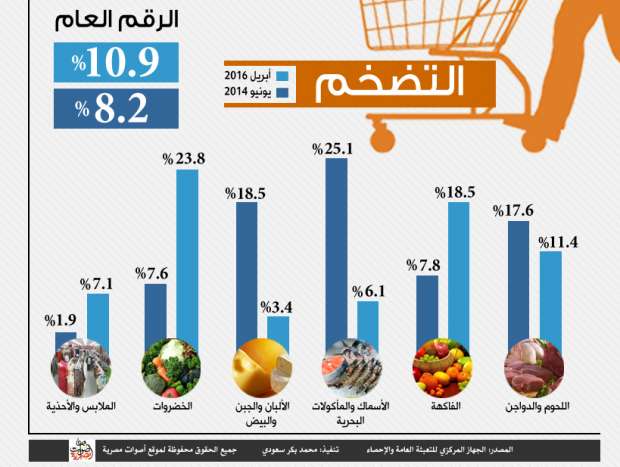 الرقم العام
%10.9
%8.2
التضخم
أبريل 2016
يونيو 2014
%17.6
%11.4
%7.8
%18.5
%25.1
%6.1
%18.5
%3.4
%7.6
%23.8
%1.9
%7.1
اللحوم والدواجن
الفاكهة
الأسماك والمأكولات
البحرية
الألبان والجبن
والبيض
الخضروات
الملابس والأحذية
المصدر: الجهاز المركزي للتعبئة العامة والإحصاء
تنفيذ: محمد بكر سعودي
جميع الحقوق محفوظة لموقع أصوات مصرية